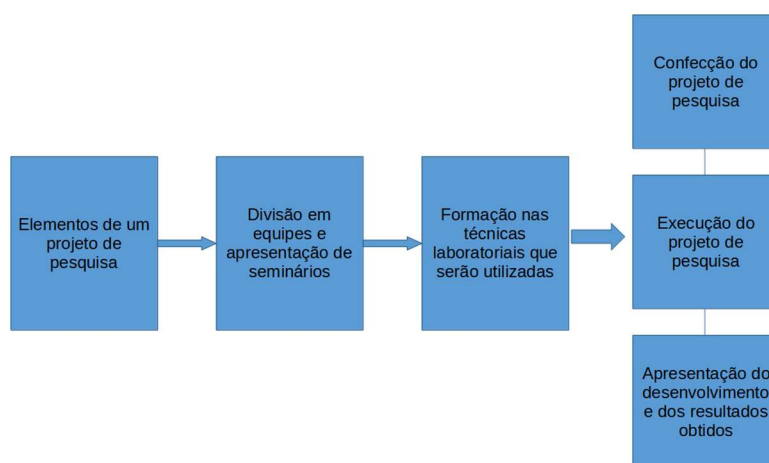 Elementos de um
projeto de
pesquisa
Divisão em
equipes e
apresentação de
seminários
Formação nas
técnicas
laboratoriais que
serão utilizadas
Confecção do
projeto de
pesquisa
Execução do
projeto de
pesquisa
Apresentação do
desenvolvimento
e dos resultados
obtidos